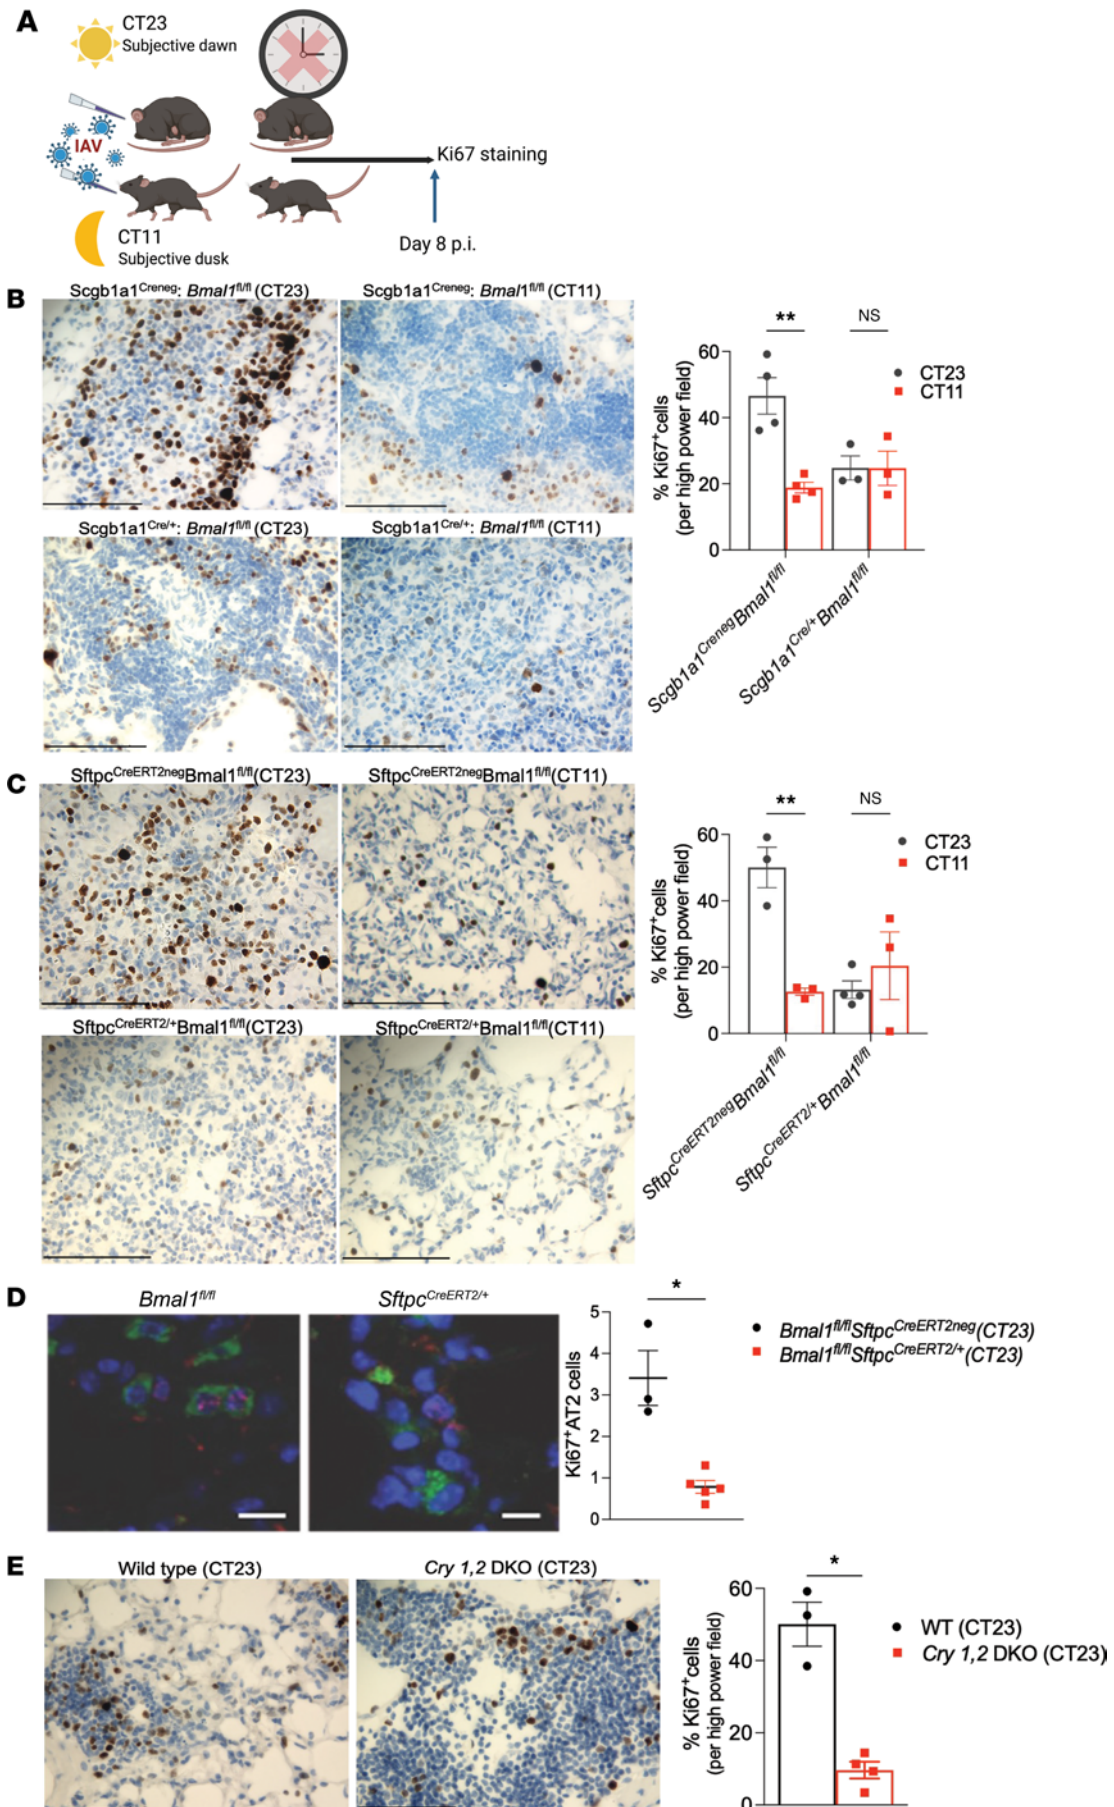 A
CT23
Subjective dawn
IAV
Ki67 staining
CT11
Subjective dusk
Day 8 p.i.
B
Scgb1a1Creneg: Bmal1fl/fl (CT23)
Scgb1a1Creneg: Bmal1fl/fl (CT11)
Scgb1a1Cre/+: Bmal1fl/fl (CT23)
Scgb1a1Cre/+: Bmal1fl/fl (CT11)
**
NS
% Ki67+cells
(per high power field)
60
40
20
0
CT23
CT11
Scgb1a1CrenegBmal1fl/fl
Scgb1a1Cre/+Bmal1fl/fl
C
SftpcCreERT2negBmal1fl/fl(CT23)
SftpcCreERT2negBmal1fl/fl(CT11)
SftpcCreERT2/+Bmal1fl/fl(CT23)
SftpcCreERT2/+Bmal1fl/fl(CT11)
**
NS
% Ki67+cells
(per high power field)
60
40
20
0
CT23
CT11
SftpcCreERT2negBmal1fl/fl
SftpcCreERT2/+Bmal1fl/fl
D
Bmal1fl/fl
SftpcCreERT2/+
*
Ki67+AT2 cells
5
4
3
2
1
0
Bmal1fl/flSftpcCreERT2neg(CT23)
Bmal1fl/flSftpcCreERT2/+(CT23)
E
Wild type (CT23)
Cry 1,2 DKO (CT23)
*
% Ki67+cells
(per high power field)
60
40
20
0
WT (CT23)
Cry 1,2 DKO (CT23)